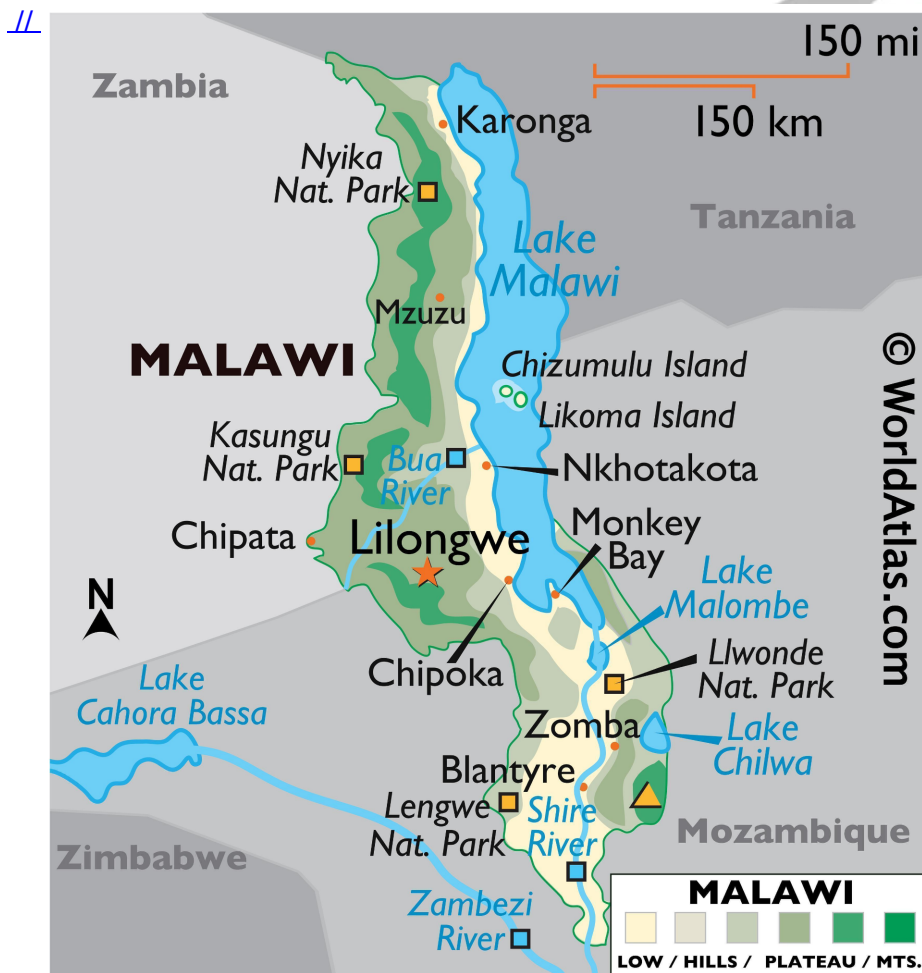 //
150 mi
Zambia
Karonga
150 km
Nyika
Nat. Park
Tanzania
Lake
Malawi
Mzuzu
MALAWI
Chizumulu Island
Likoma Island
Kasungu
Nat. Park
Bua
River
Nkhotakota
Chipata
Lilongwe
Monkey
Bay
Lake
Malombe
N
Chipoka
Llwonde
Nat. Park
Lake
Cahora Bassa
Zomba
Lake
Chilwa
Blantyre
Lengwe
Nat. Park
Shire
River
Mozambique
Zimbabwe
Zambezi
River
MALAWI
LOW / HILLS / PLATEAU / MTS.
© WorldAtlas.com